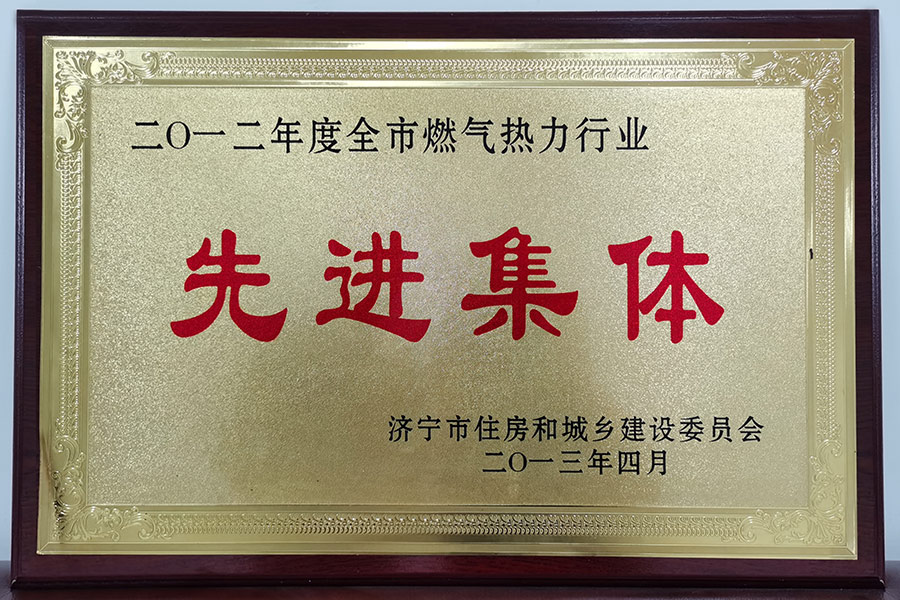 二〇一二年度全市燃气热力行业
先进集体
济宁市住房和城乡建设委员会
二〇一三年四月